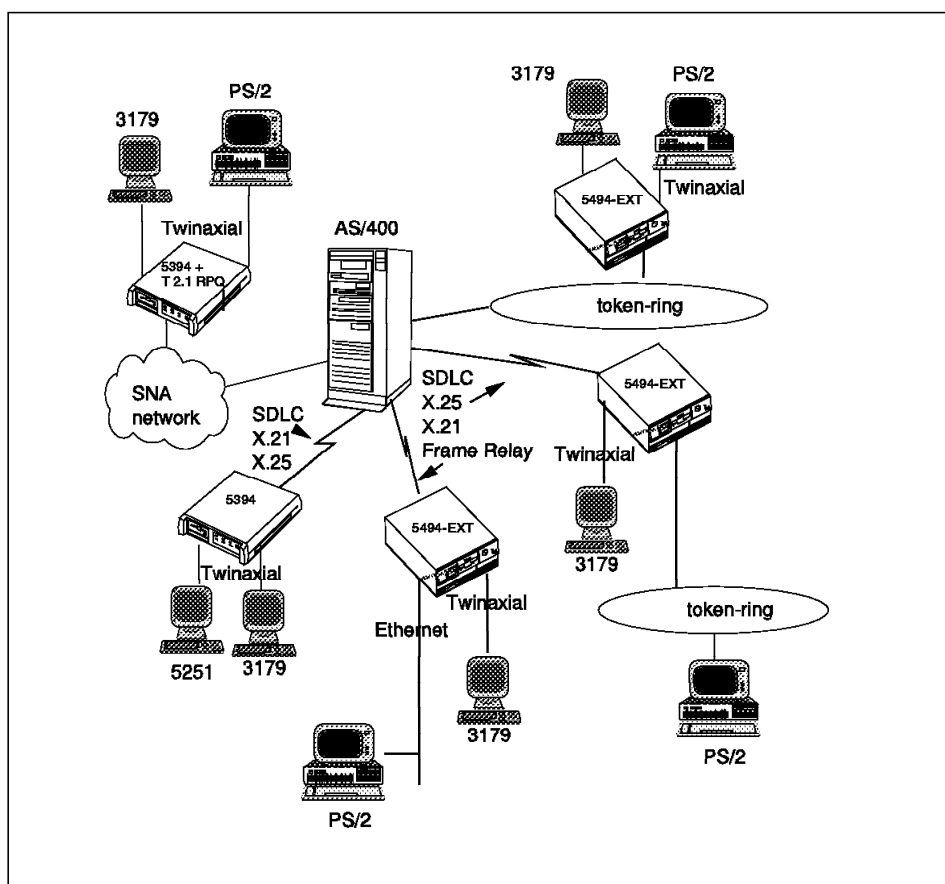 3179
PS/2
3179
PS/2
Twinaxial
5494-EXT
Twinaxial
AS/400
5394 +
T 2.1 RPQ
token-ring
SNA
network
SDLC
X.21
X.25
SDLC
X.25
X.21
Frame Relay
5494-EXT
Twinaxial
5394
5494-EXT
3179
Twinaxial
Twinaxial
Ethernet
token-ring
5251
3179
3179
PS/2
PS/2